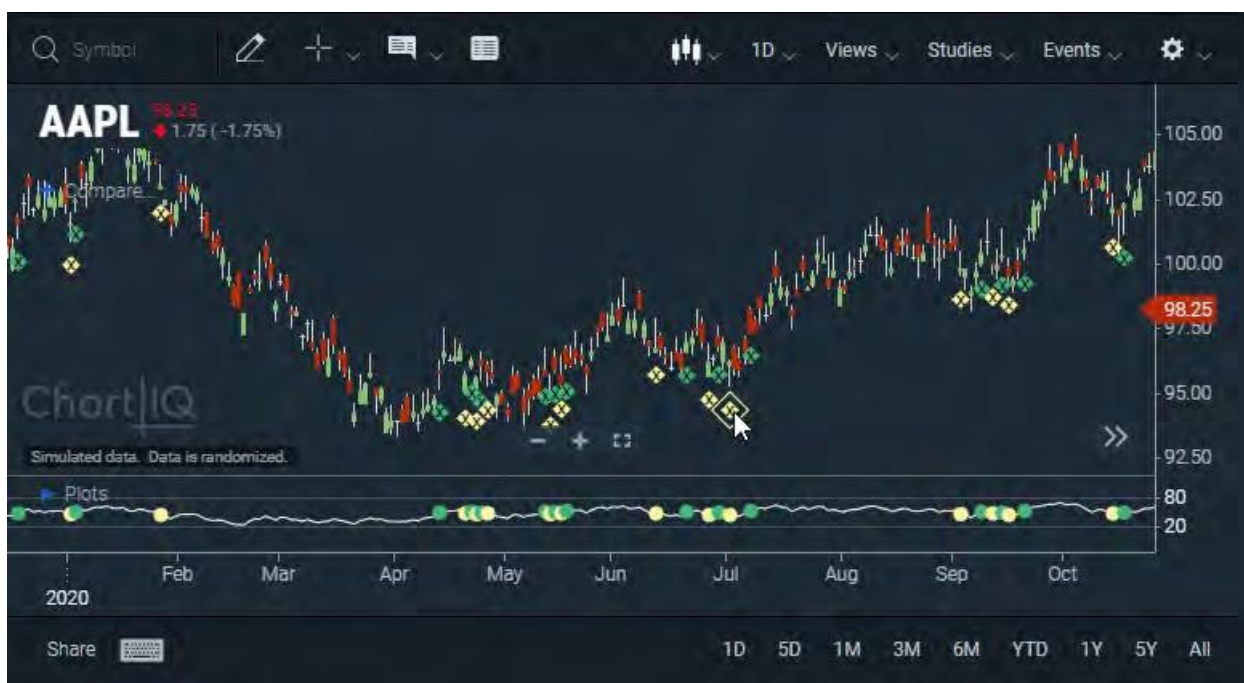 Symbol
1D Views Studies Events
AAPL 98.25
1.75 (-1.75%)
105.00
Compare...
102.50
100.00
98.25
97.50
95.00
ChartIQ
Simulated data. Data is randomized.
92.50
Plots
80
20
Feb Mar Apr May Jun Jul Aug Sep Oct
2020
Share 1D 5D 1M 3M 6M YTD 1Y 5Y All